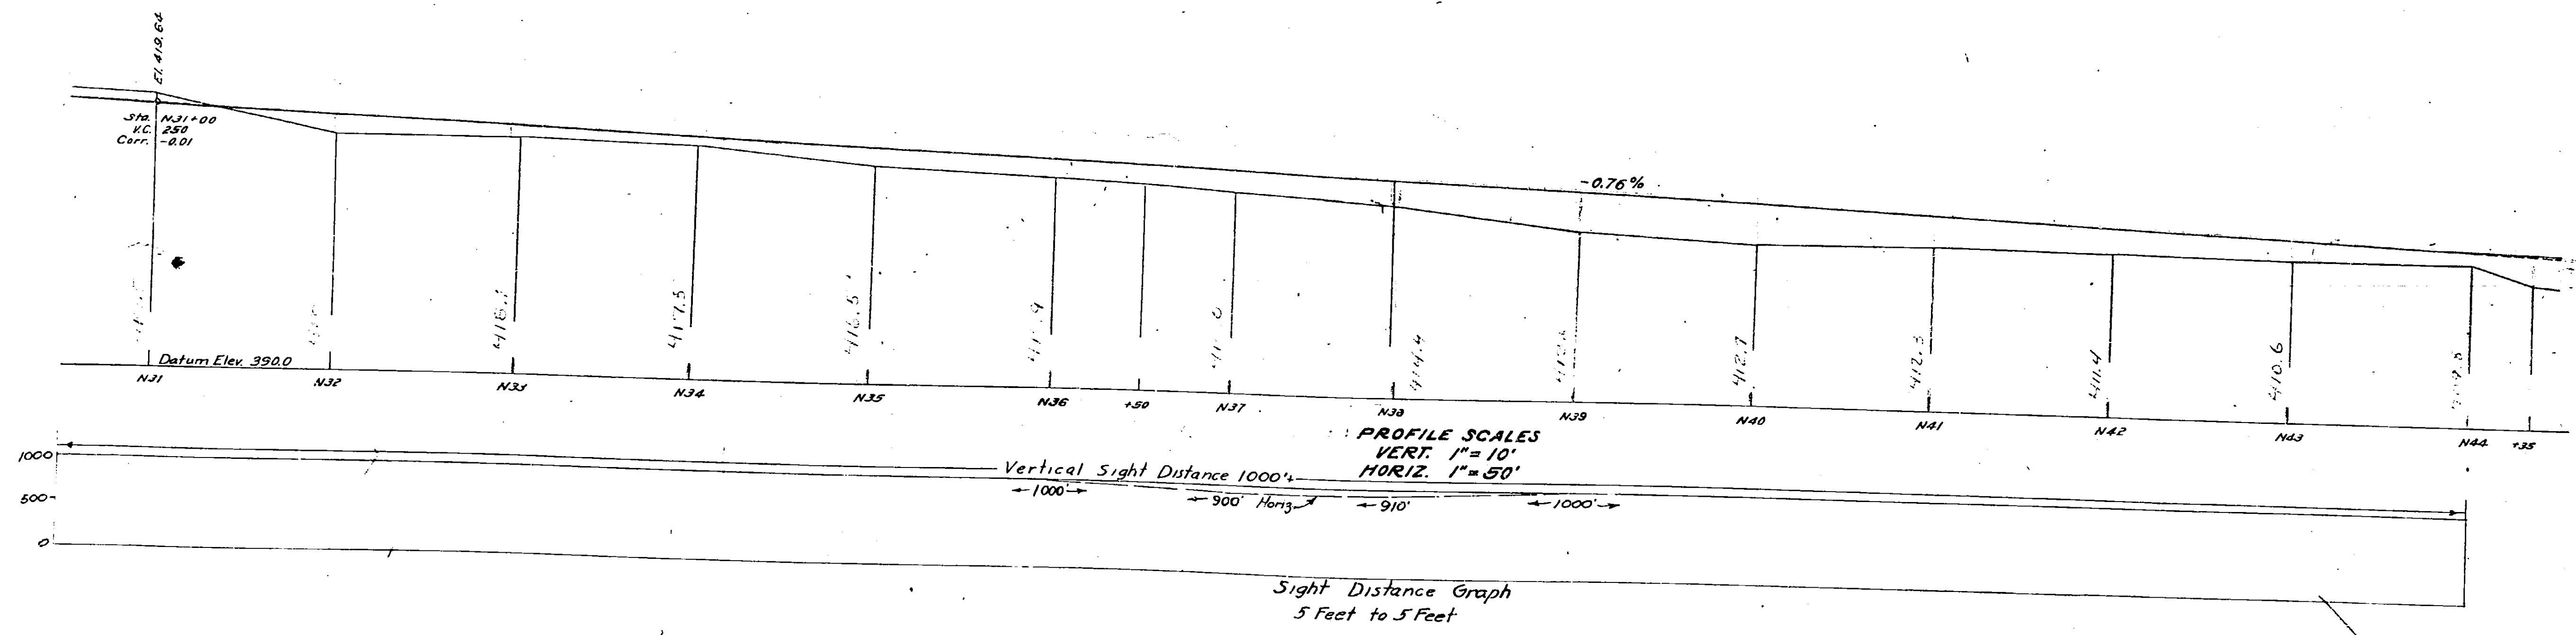 El. 419.64
Sta. N31+00
V.C. 250
Corr. -0.01
-0.76%
418.1
417.5
416.5
414.4
412.7
412.3
411.4
410.6
Datum Elev. 390.0
N31 N32 N33 N34 N35 N36 +50 N37 N38 N39 N40 N41 N42 N43 N44 +35
PROFILE SCALES
VERT. 1"= 10'
HORIZ. 1"= 50'
1000
Vertical Sight Distance 1000'+
1000'
900' Horiz.
910'
1000'
500
0
Sight Distance Graph
5 Feet to 5 Feet